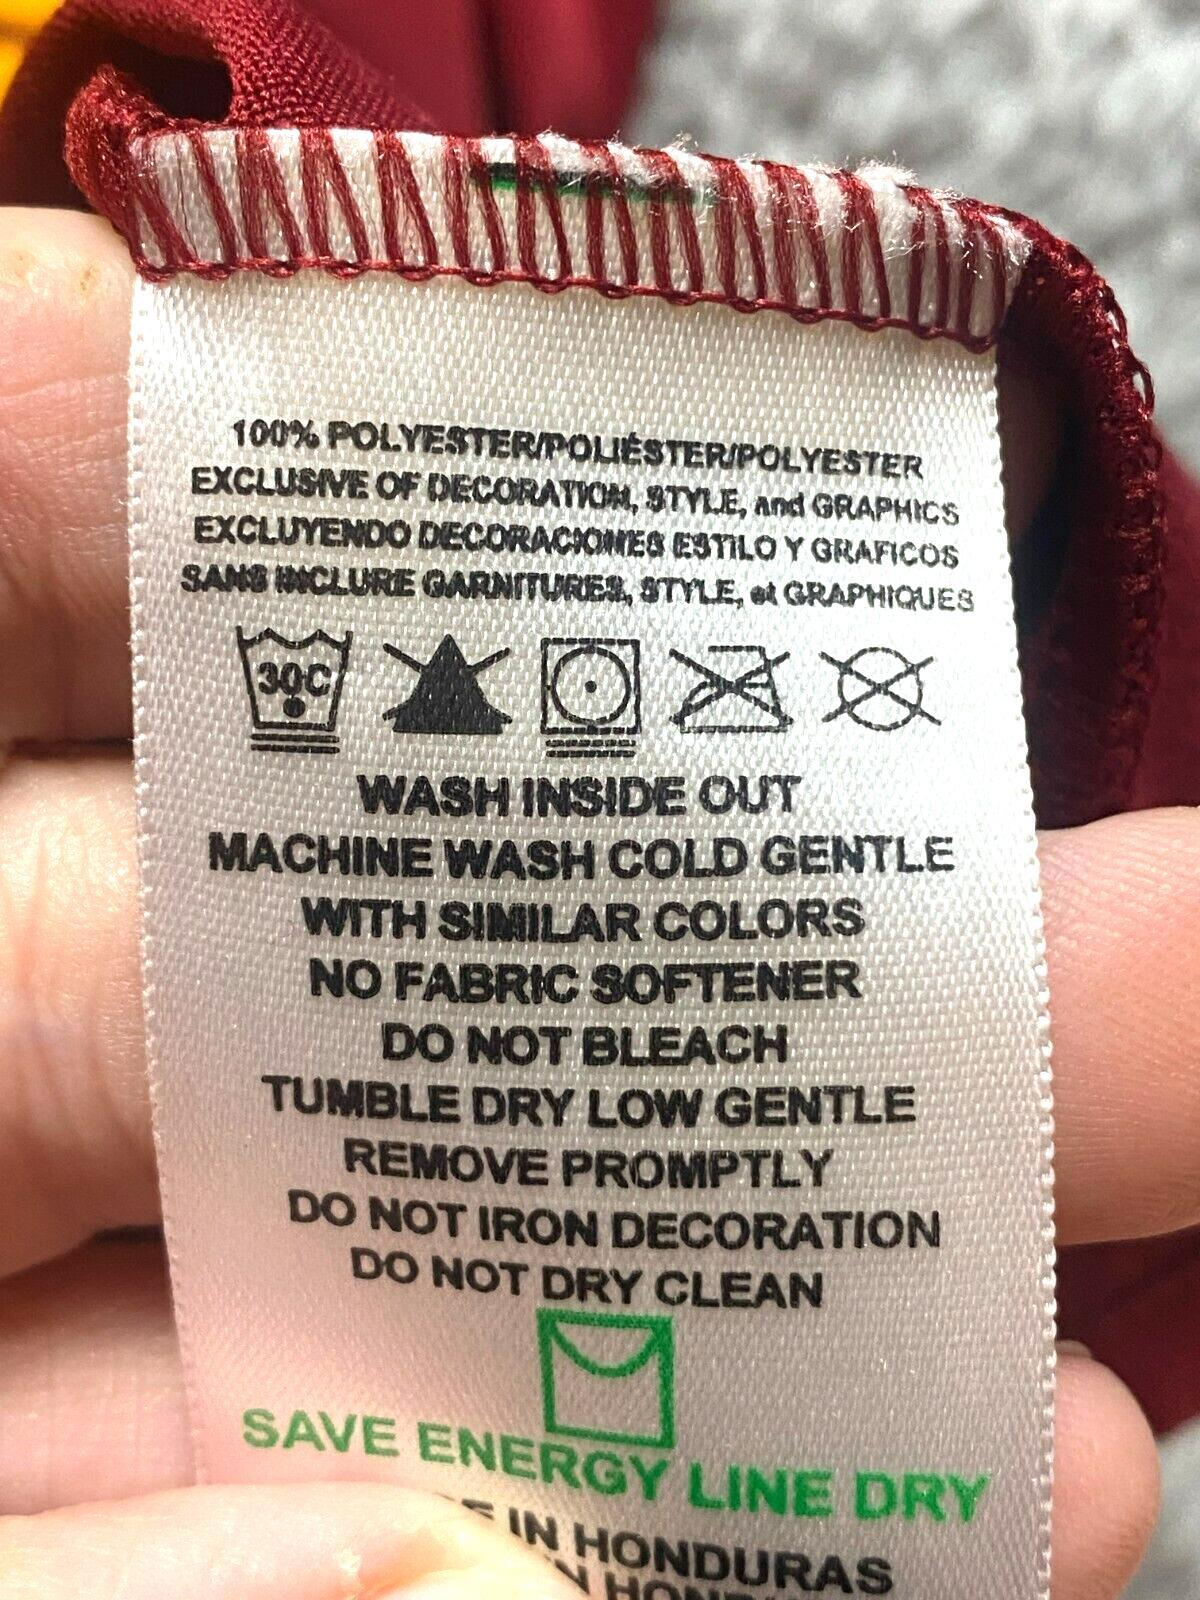 100% POLYESTER/POLIÉSTER/POLYESTER
EXCLUSIVE OF DECORATION, STYLE, and GRAPHICS
EXCLUYENDO DECORACIONES ESTILO Y GRAFICOS
SANS INCLURE GARNITURES, STYLE, et GRAPHIQUES
30C
WASH INSIDE OUT
MACHINE WASH COLD GENTLE
WITH SIMILAR COLORS
NO FABRIC SOFTENER
DO NOT BLEACH
TUMBLE DRY LOW GENTLE
REMOVE PROMPTLY
DO NOT IRON DECORATION
DO NOT DRY CLEAN
SAVE ENERGY LINE DRY
IN HONDURAS